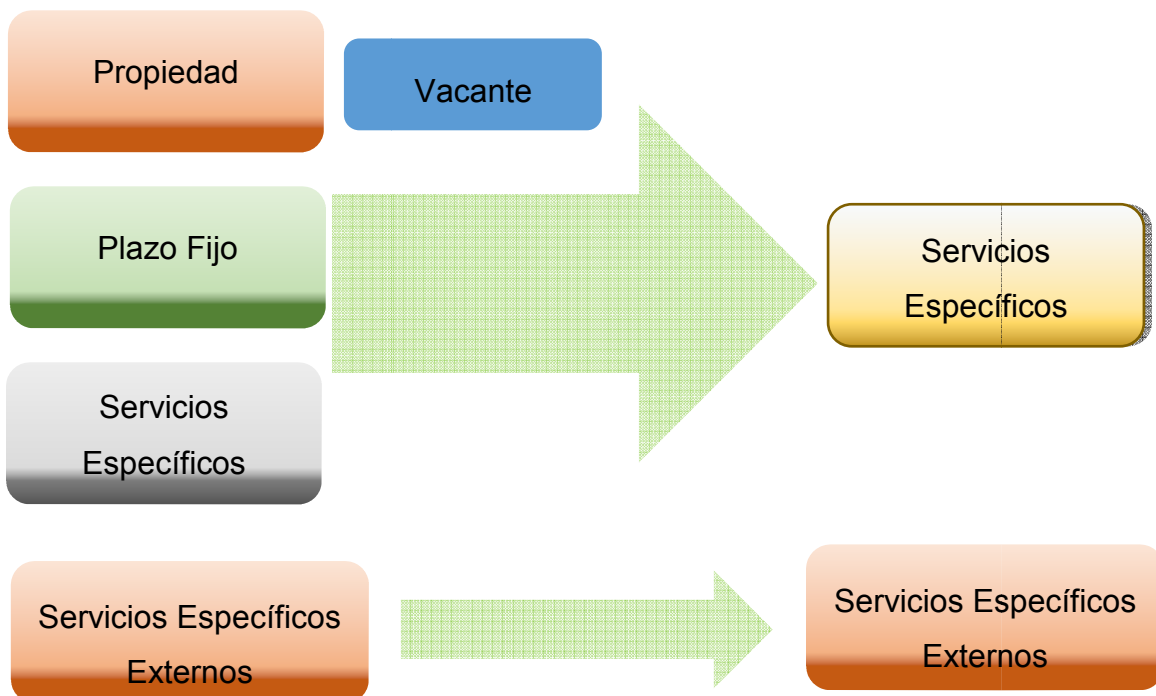 Propiedad
Vacante
Plazo Fijo
Servicios
Específicos
Servicios
Específicos
Servicios Específicos
Externos
Servicios Específicos
Externos